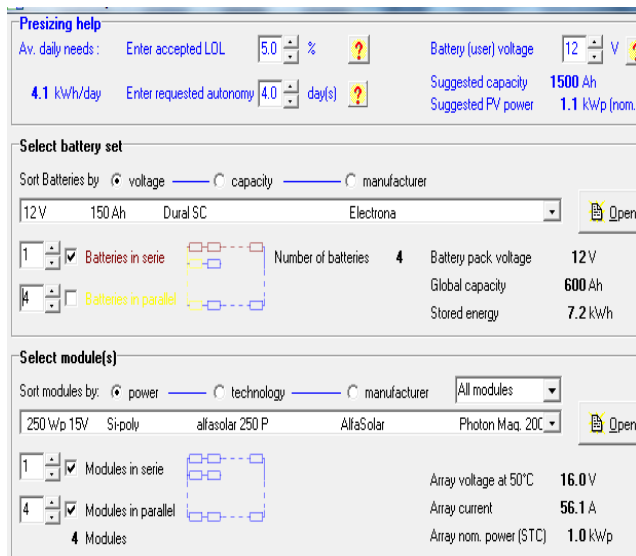 Presizing help
Av. daily needs : Enter accepted LOL 5.0 % ? Battery (user) voltage 12 V ?
4.1 kWh/day Enter requested autonomy 4.0 day(s) ? Suggested capacity 1500 Ah
Suggested PV power 1.1 kWp (nom.
Select battery set
Sort Batteries by voltage capacity manufacturer
12 V 150 Ah Dural SC Electrona Open
1 Batteries in serie Number of batteries 4 Battery pack voltage 12 V
Global capacity 600 Ah
4 Batteries in parallel Stored energy 7.2 kWh
Select module(s)
Sort modules by: power technology manufacturer All modules
250 Wp 15V Si-poly alfasolar 250 P AlfaSolar Photon Mag. 200 Open
1 Modules in serie Array voltage at 50°C 16.0 V
4 Modules in parallel Array current 56.1 A
4 Modules Array nom. power (STC) 1.0 kWp